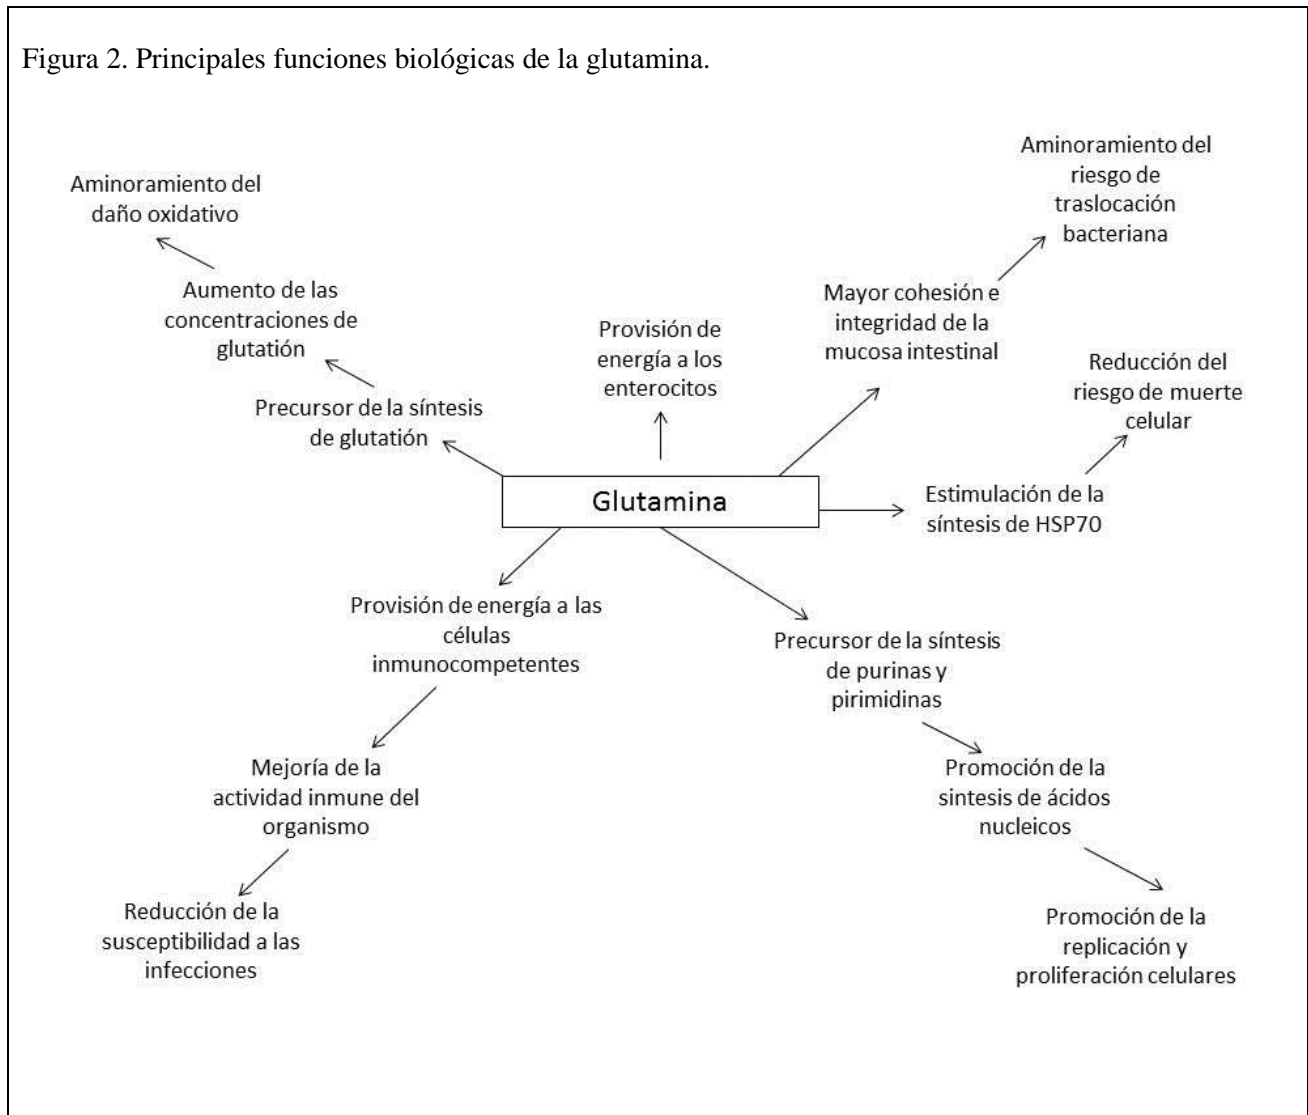 Figura 2. Principales funciones biológicas de la glutamina.
Aminoramiento del
daño oxidativo
Aumento de las
concentraciones de
glutatión
Precursor de la síntesis
de glutatión
Provisión de
energía a los
enterocitos
Aminoramiento del
riesgo de
traslocación
bacteriana
Mayor cohesión e
integridad de la
mucosa intestinal
Reducción del
riesgo de muerte
celular
Estimulación de la
síntesis de HSP70
Glutamina
Provisión de energía a las
células
inmunocompetentes
Mejoría de la
actividad inmune del
organismo
Reducción de la
susceptibilidad a las
infecciones
Precursor de la síntesis
de purinas y
pirimidinas
Promoción de la
sintesis de ácidos
nucleicos
Promoción de la
replicación y
proliferación celulares